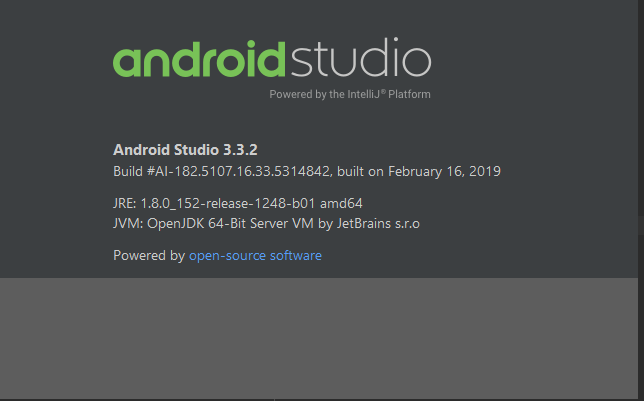 androidstudio
Powered by the IntelliJ® Platform
Android Studio 3.3.2
Build #AI-182.5107.16.33.5314842, built on February 16, 2019
JRE: 1.8.0_152-release-1248-b01 amd64
JVM: OpenJDK 64-Bit Server VM by JetBrains s.r.o
Powered by open-source software